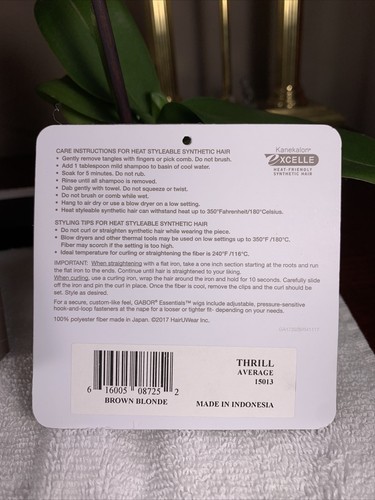 Kanekalon
EXCELLE
HEAT-FRIENDLY
SYNTHETIC HAIR
CARE INSTRUCTIONS FOR HEAT STYLEABLE SYNTHETIC HAIR
• Gently remove tangles with fingers or pick comb. Do not brush.
• Add 1 tablespoon mild shampoo to basin of cool water.
• Soak for 5 minutes. Do not rub.
• Rinse until all shampoo is removed.
• Dab gently with towel. Do not squeeze or twist.
• Do not brush or comb while wet.
• Hang to air dry or use a blow dryer on a low setting.
• Heat styleable synthetic hair can withstand heat up to 350°Fahrenheit/180°Celsius.
STYLING TIPS FOR HEAT STYLEABLE SYNTHETIC HAIR
• Do not curl or straighten synthetic hair while wearing the piece.
• Blow dryers and other thermal tools may be used on low settings up to 350°F /180°C.
Fiber may scorch if the setting is too high.
• Ideal temperature for curling or straightening the fiber is 240°F /116°C.
IMPORTANT: When straightening with a flat iron, take a one inch section starting at the roots and run
the flat iron to the ends. Continue until hair is straightened to your liking.
When curling, use a curling iron, wrap the hair around the iron and hold for 10 seconds. Carefully slide
off the iron and pin the curl in place. Once the fiber is cool, remove the clips and the curl should be
set. Style as desired.
For a secure, custom-like feel, GABOR® Essentials™ wigs include adjustable, pressure-sensitive
hook-and-loop fasteners at the nape for a looser or tighter fit- depending on your needs.
100% polyester fiber made in Japan. ©2017 HairUWear Inc.
THRILL
AVERAGE
15013
6 16005 08725 2
BROWN BLONDE
MADE IN INDONESIA